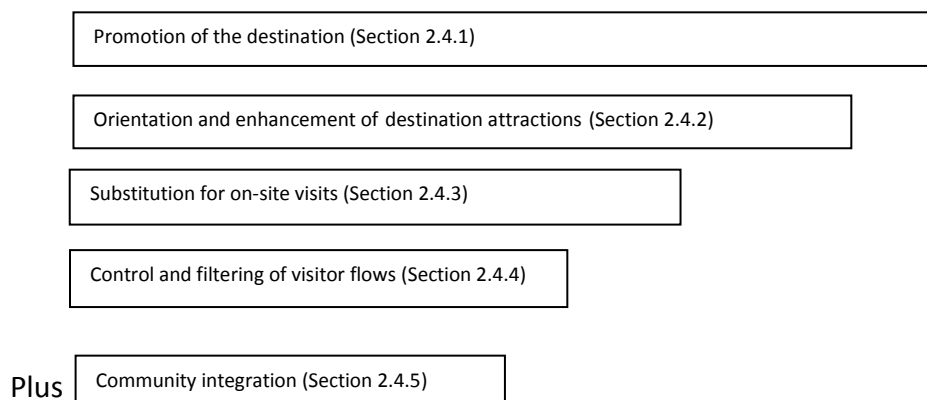 Promotion of the destination (Section 2.4.1)
Orientation and enhancement of destination attractions (Section 2.4.2)
Substitution for on-site visits (Section 2.4.3)
Control and filtering of visitor flows (Section 2.4.4)
Plus Community integration (Section 2.4.5)